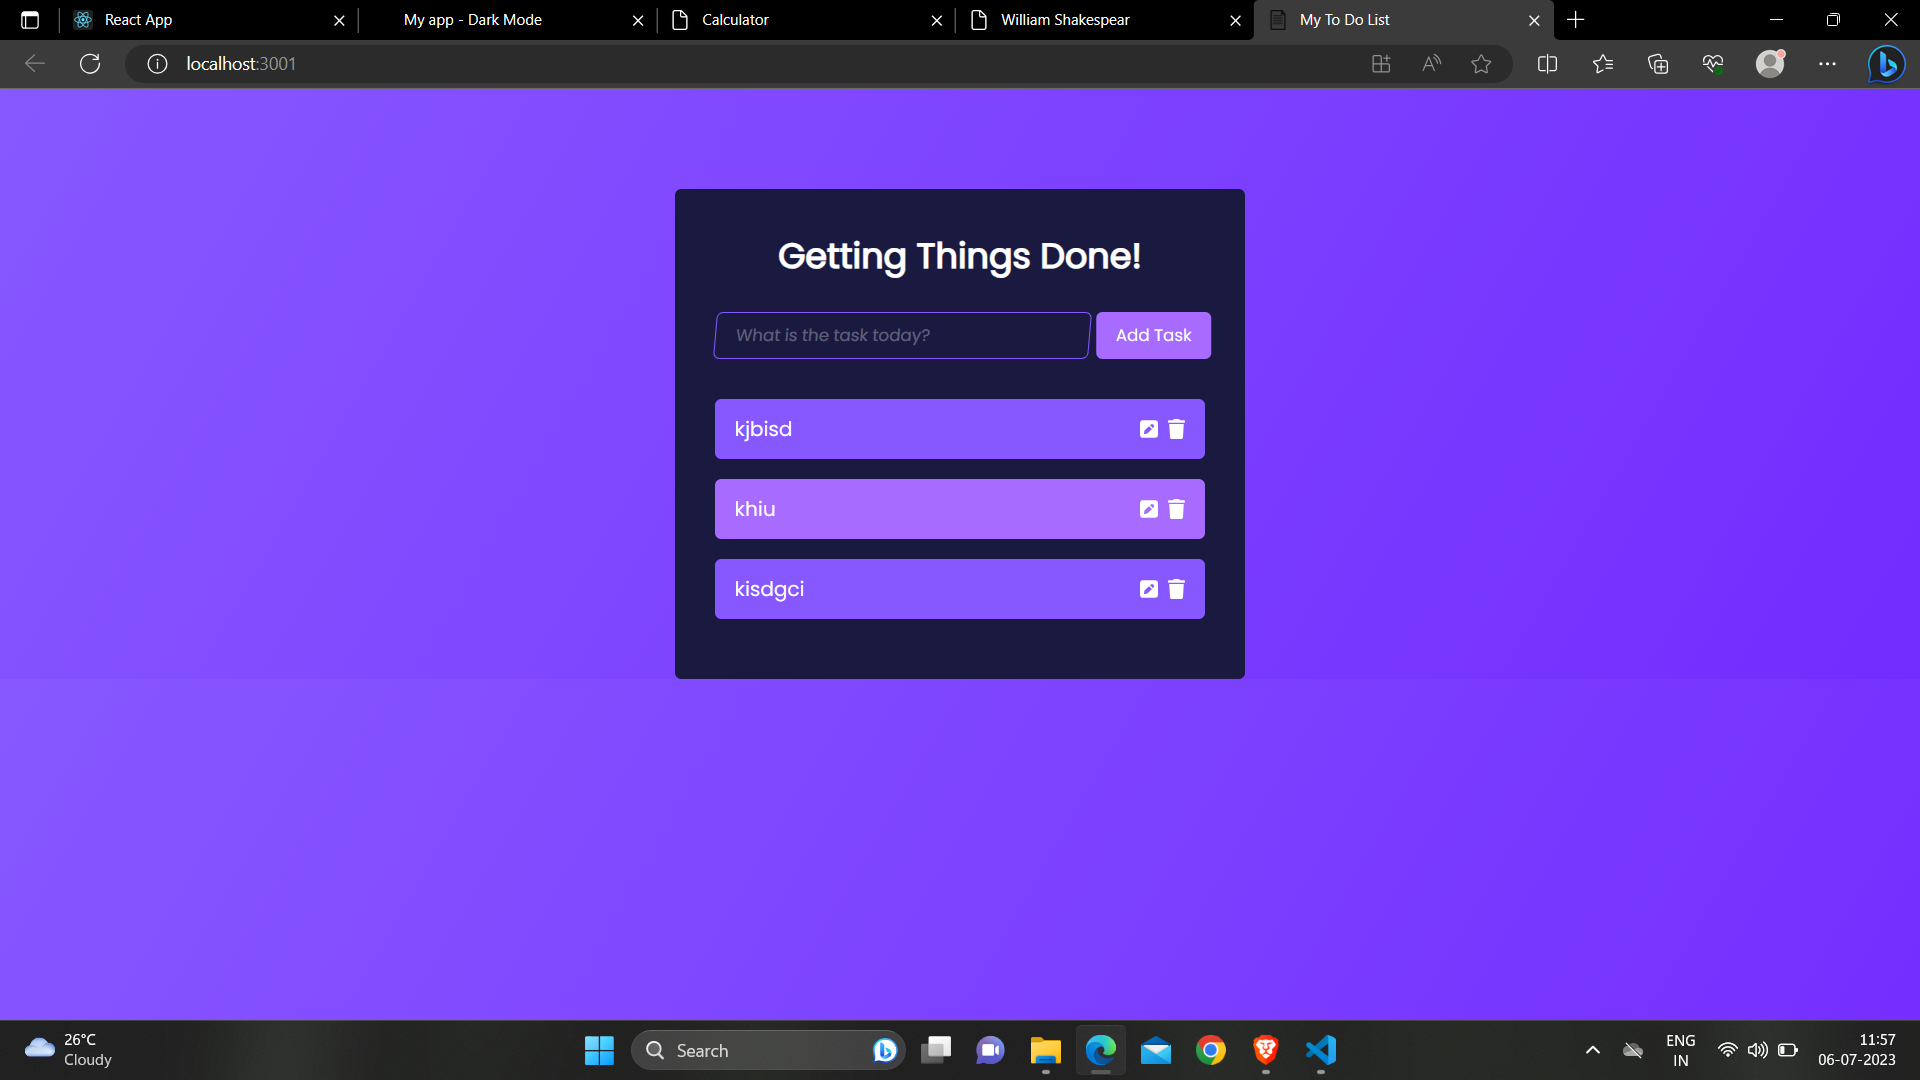 React App
My app - Dark Mode
Calculator
William Shakespear
My To Do List
localhost:3001
Getting Things Done!
What is the task today?
Add Task
kjbisd
khiu
kisdgci
26°C
Cloudy
Search
ENG
IN
11:57
06-07-2023